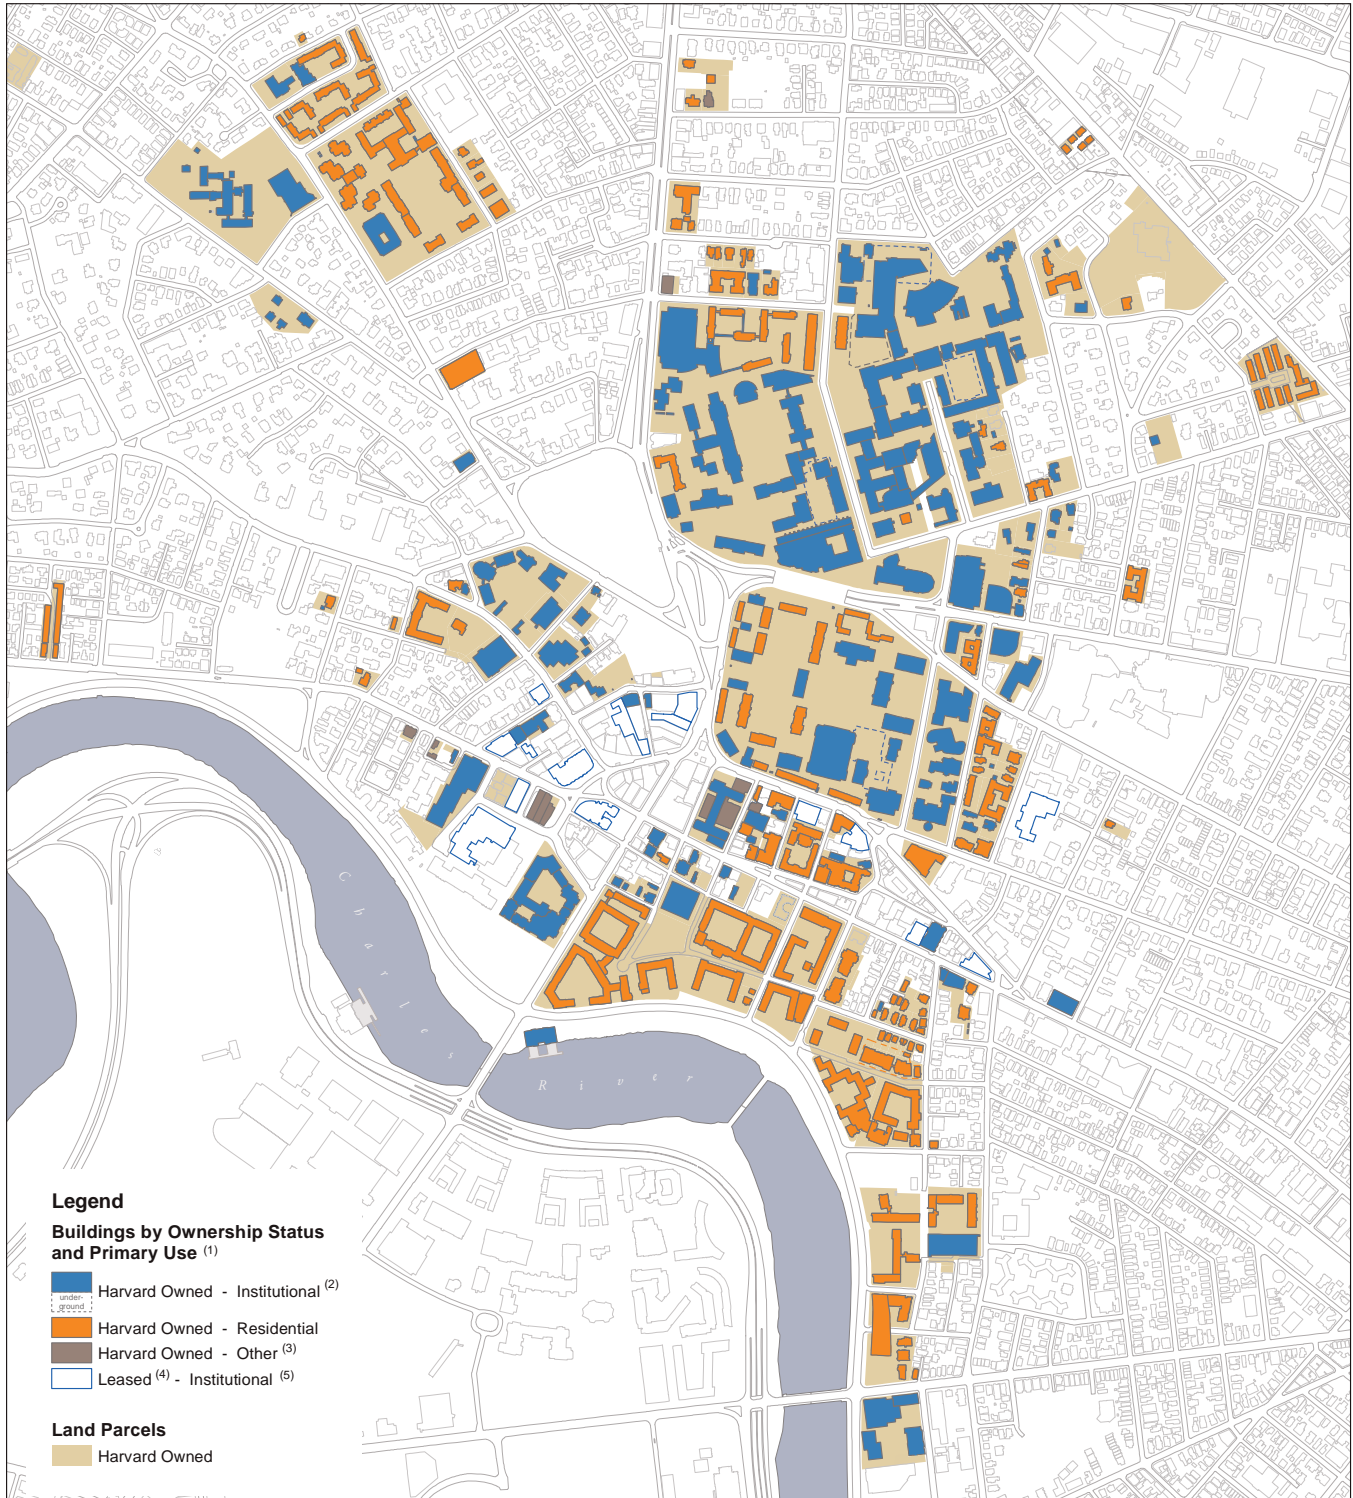 Charles
River
Legend
Buildings by Ownership Status
and Primary Use (1)
under-
ground
Harvard Owned - Institutional (2)
Harvard Owned - Residential
Harvard Owned - Other (3)
Leased (4) - Institutional (5)
Land Parcels
Harvard Owned